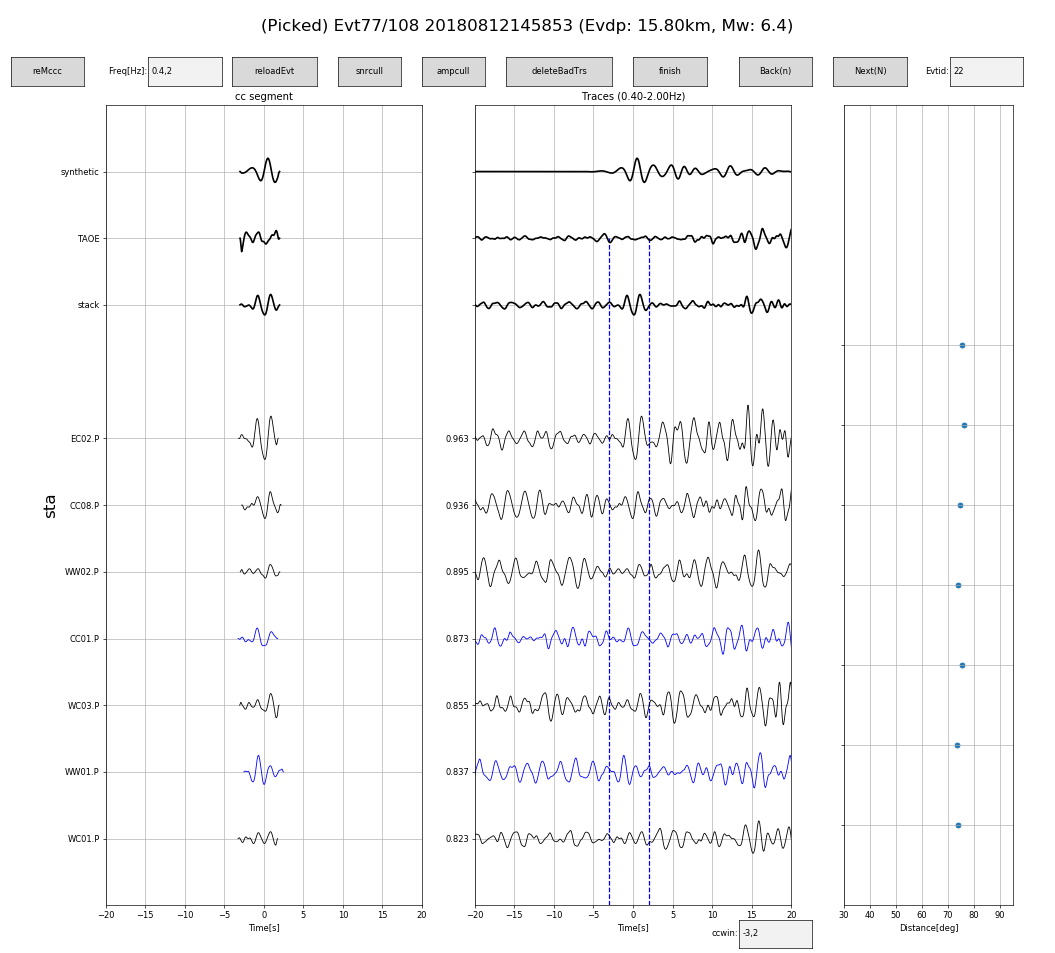 (Picked) Evt77/108 20180812145853 (Evdp: 15.80km, Mw: 6.4)
reMccc Freq[Hz]: 0.4,2 reloadEvt snrcull ampcull deleteBadTrs finish Back(n) Next(N) Evtid: 22
cc segment Traces (0.40-2.00Hz)
synthetic
TAOE
stack
EC02.P 0.963
CC08.P 0.936
sta
WW02.P 0.895
CC01.P 0.873
WC03.P 0.855
WW01.P 0.837
WC01.P 0.823
−20 −15 −10 −5 0 5 10 15 20 −20 −15 −10 −5 0 5 10 15 20 30 40 50 60 70 80 90
Time[s] Time[s] Distance[deg]
ccwin: -3,2